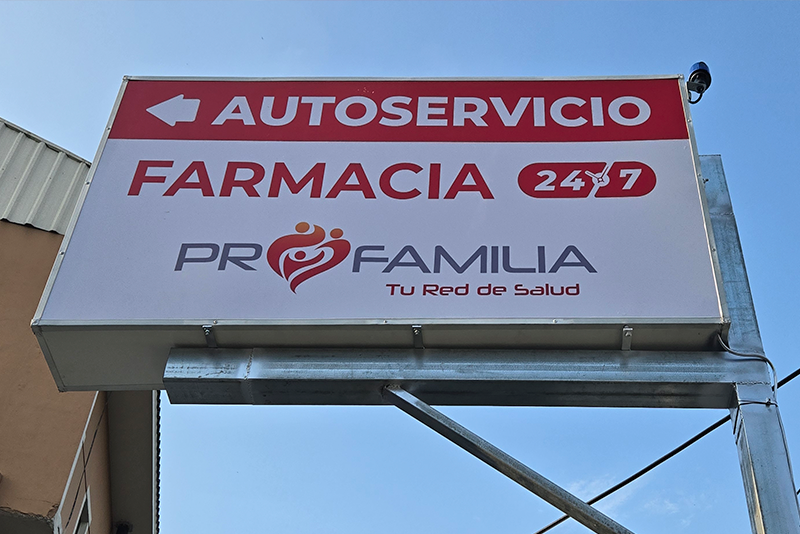 AUTOSERVICIO
FARMACIA 24/7
PROFAMILIA
Tu Red de Salud